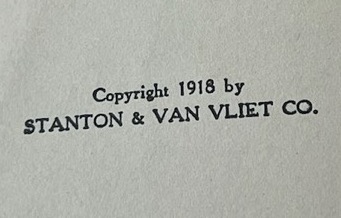 Copyright 1918 by
STANTON & VAN VLIET CO.